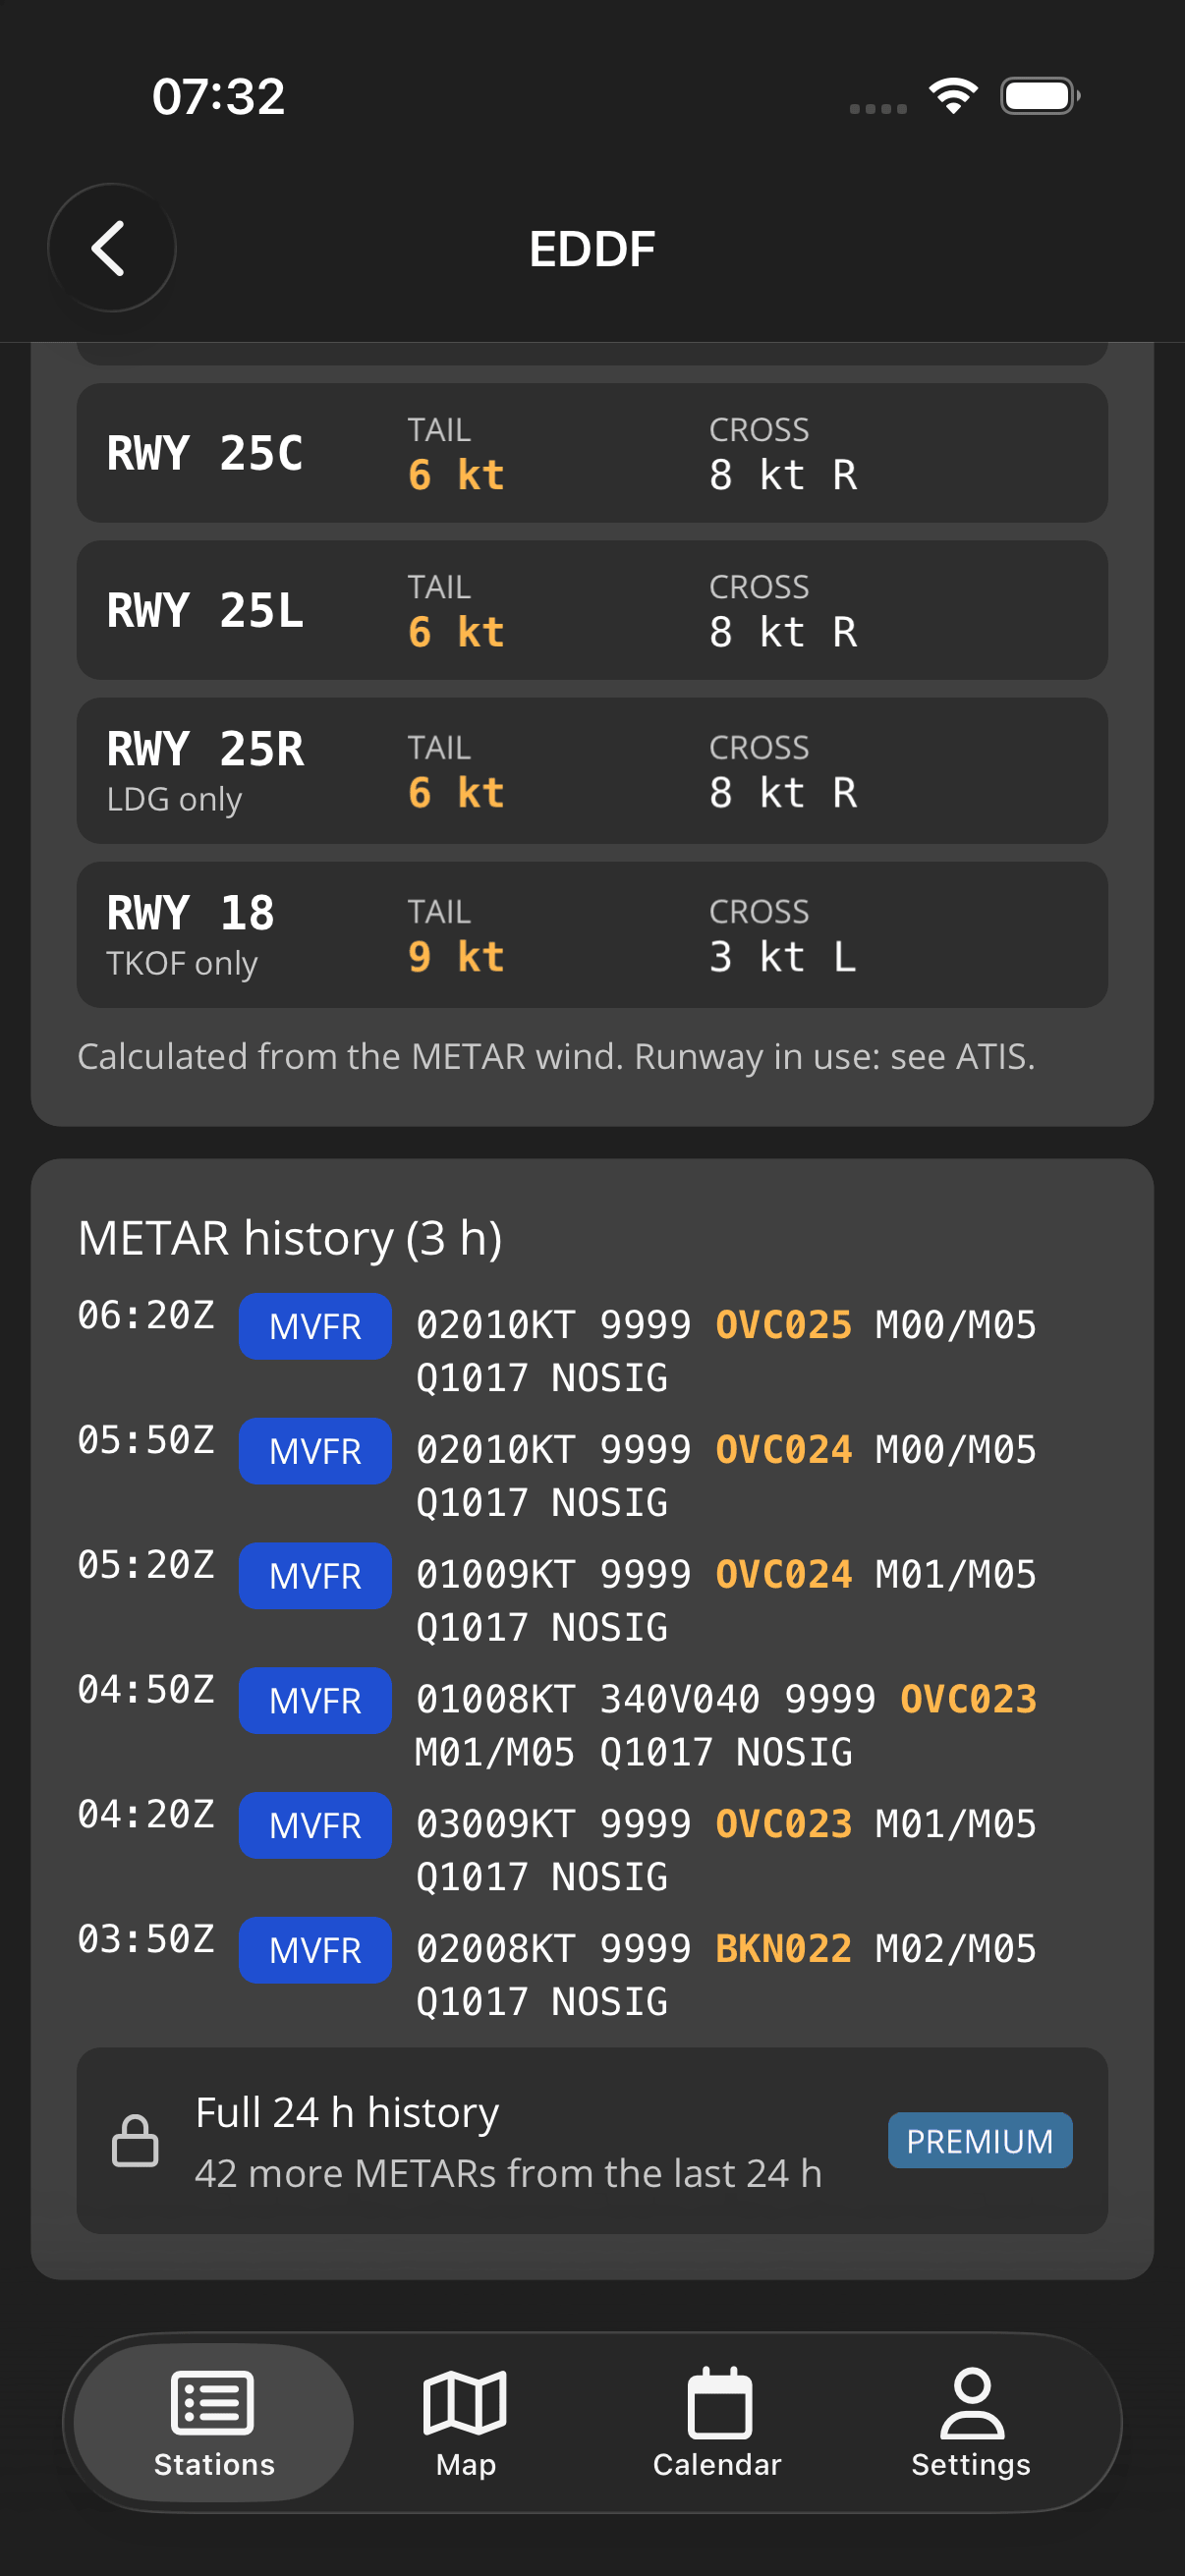 07:32
EDDF
RWY 25C
TAIL
6 kt
CROSS
8 kt R
RWY 25L
TAIL
6 kt
CROSS
8 kt R
RWY 25R
LDG only
TAIL
6 kt
CROSS
8 kt R
RWY 18
TKOF only
TAIL
9 kt
CROSS
3 kt L
Calculated from the METAR wind. Runway in use: see ATIS.
METAR history (3 h)
06:20Z MVFR 02010KT 9999 OVC025 M00/M05
Q1017 NOSIG
05:50Z MVFR 02010KT 9999 OVC024 M00/M05
Q1017 NOSIG
05:20Z MVFR 01009KT 9999 OVC024 M01/M05
Q1017 NOSIG
04:50Z MVFR 01008KT 340V040 9999 OVC023
M01/M05 Q1017 NOSIG
04:20Z MVFR 03009KT 9999 OVC023 M01/M05
Q1017 NOSIG
03:50Z MVFR 02008KT 9999 BKN022 M02/M05
Q1017 NOSIG
Full 24 h history
42 more METARs from the last 24 h
PREMIUM
Stations
Map
Calendar
Settings